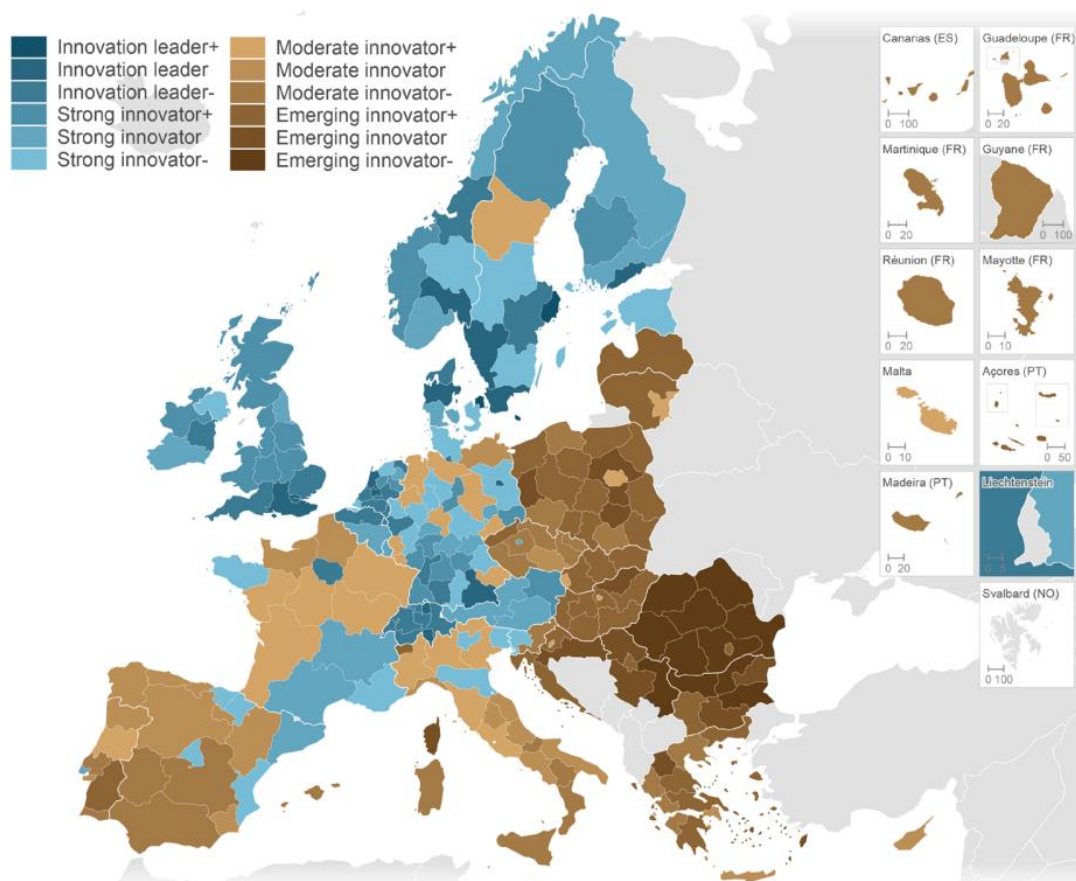 Innovation leader+
Innovation leader
Innovation leader-
Strong innovator+
Strong innovator
Strong innovator-
Moderate innovator+
Moderate innovator
Moderate innovator-
Emerging innovator+
Emerging innovator
Emerging innovator-
Canarias (ES)
0 100
Guadeloupe (FR)
0 20
Martinique (FR)
0 20
Guyane (FR)
0 100
Réunion (FR)
0 20
Mayotte (FR)
0 10
Malta
0 10
Açores (PT)
0 50
Madeira (PT)
0 20
Liechtenstein
0 5
Svalbard (NO)
0 100